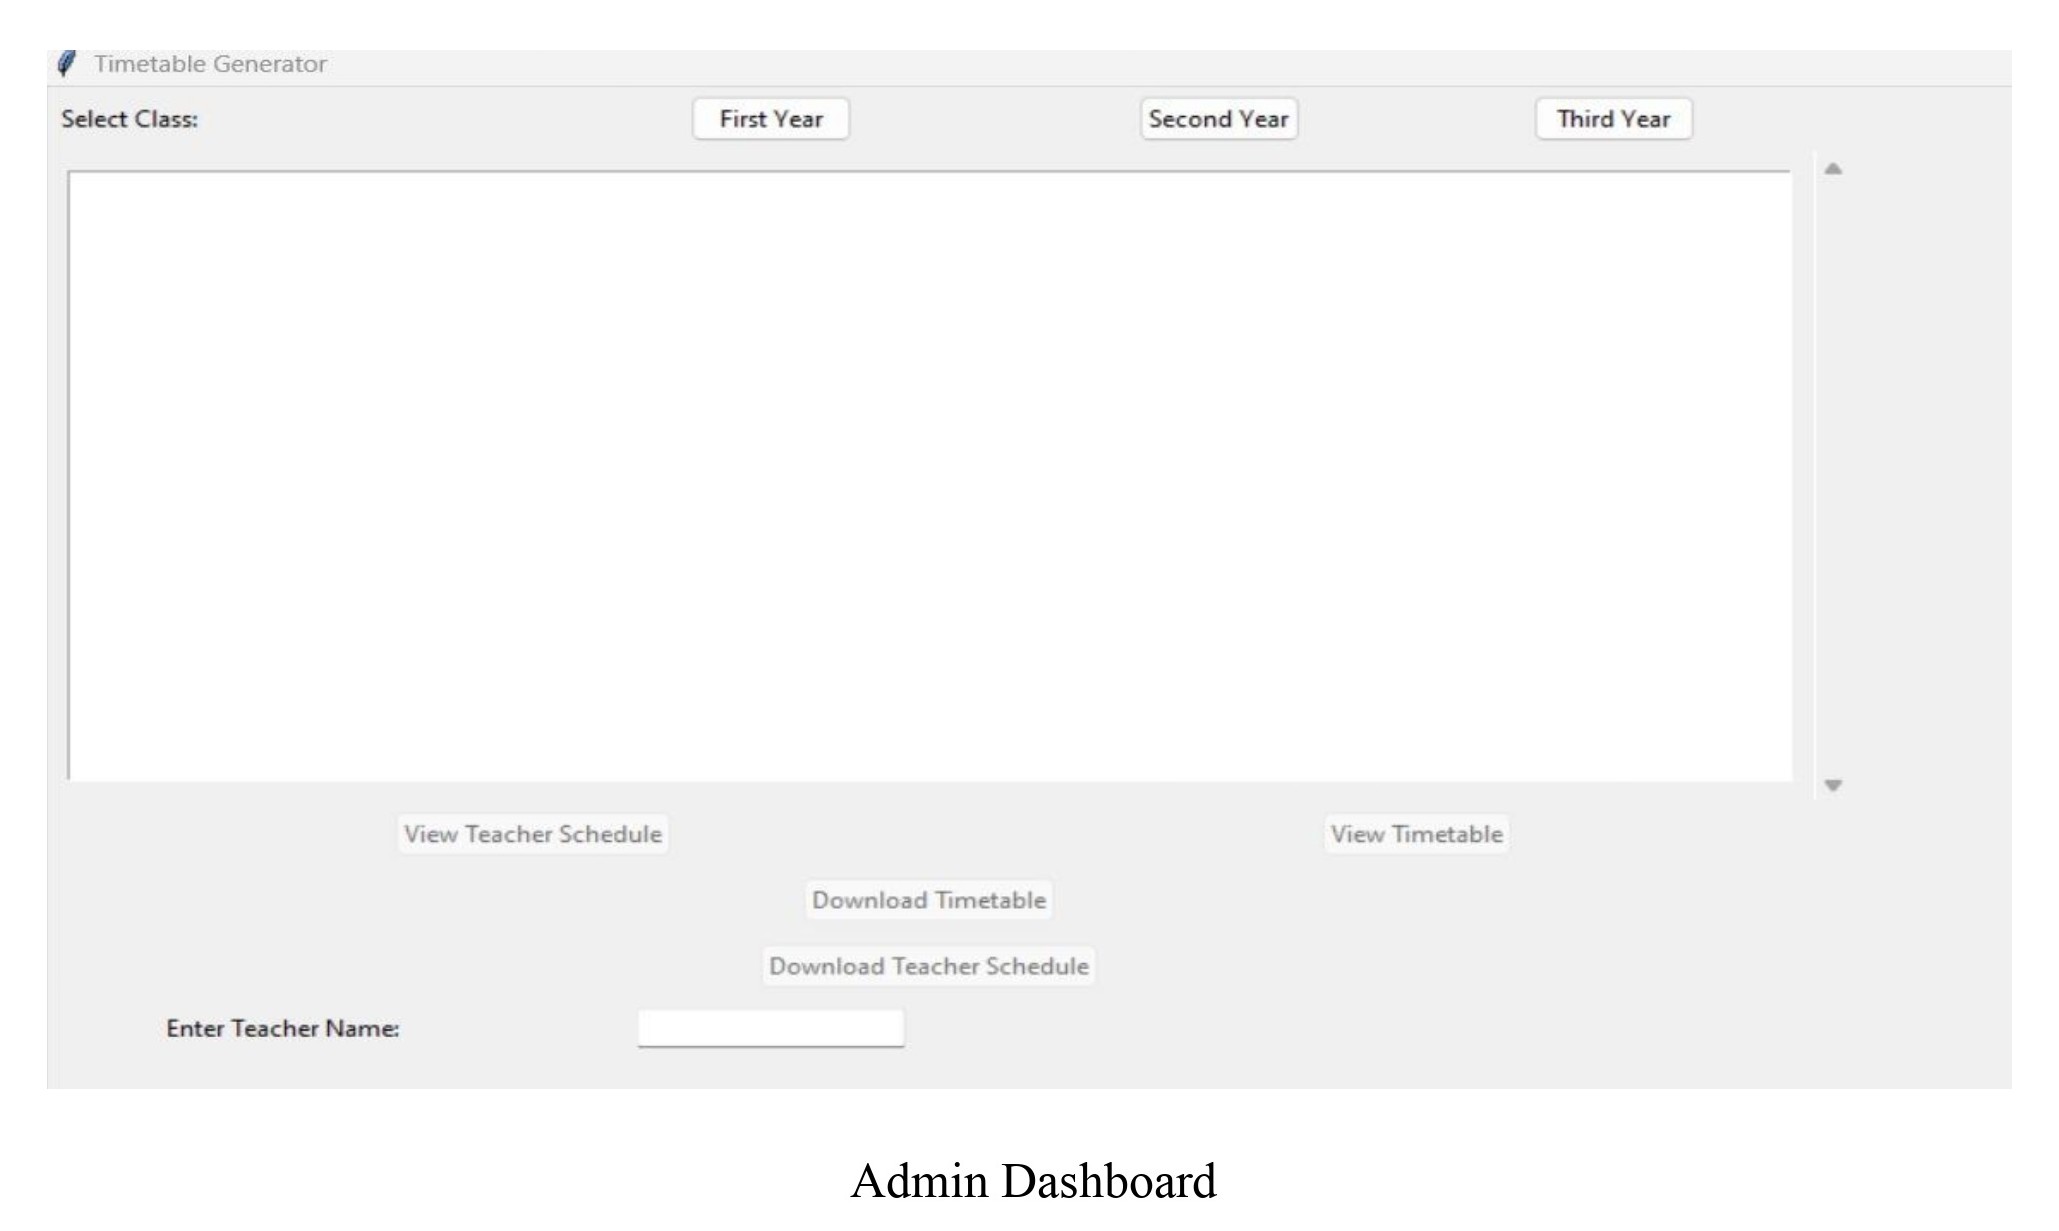 Timetable Generator
Select Class: First Year Second Year Third Year
View Teacher Schedule View Timetable
Download Timetable
Download Teacher Schedule
Enter Teacher Name:
Admin Dashboard